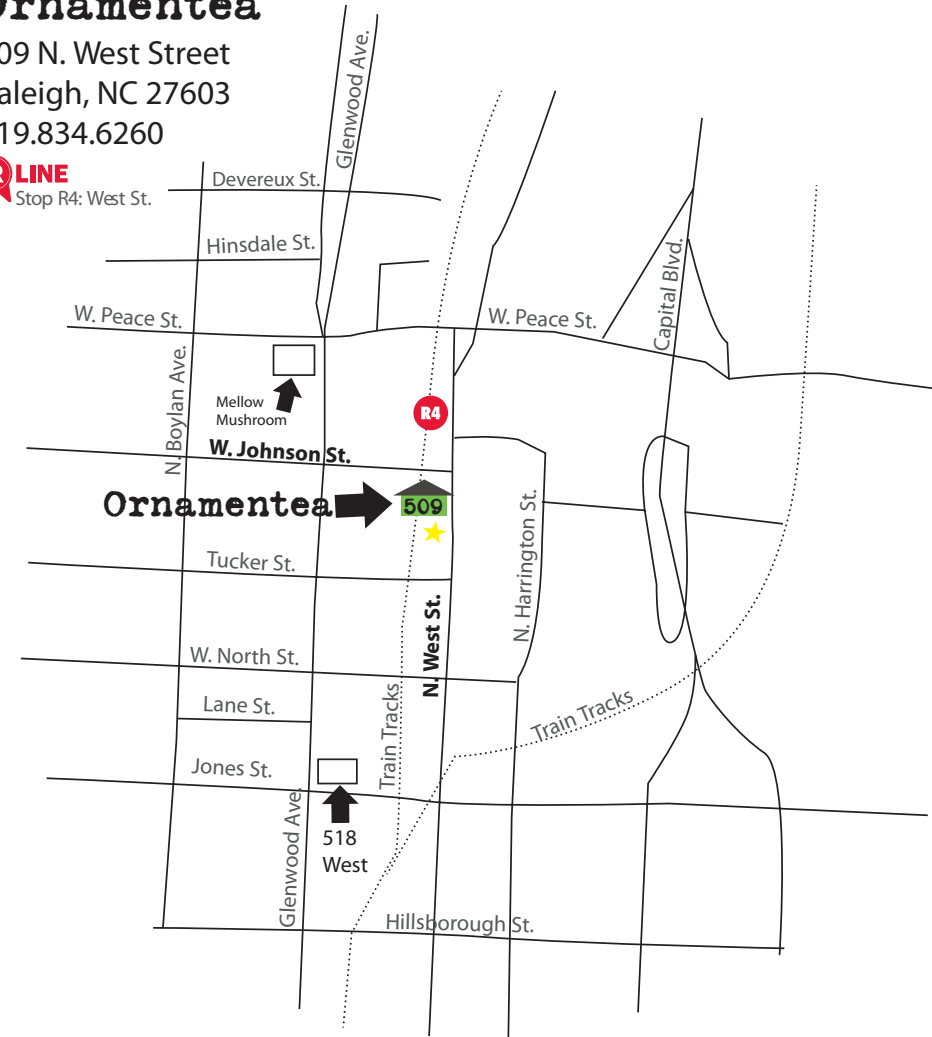 Ornamentea
09 N. West Street
aleigh, NC 27603
19.834.6260
R LINE
Stop R4: West St.
Glenwood Ave.
Devereux St.
Hinsdale St.
W. Peace St.
W. Peace St.
Capital Blvd.
N. Boylan Ave.
Mellow
Mushroom
R4
W. Johnson St.
Ornamentea
509
N. Harrington St.
Tucker St.
N. West St.
W. North St.
Lane St.
Train Tracks
Train Tracks
Jones St.
Glenwood Ave.
518
West
Hillsborough St.